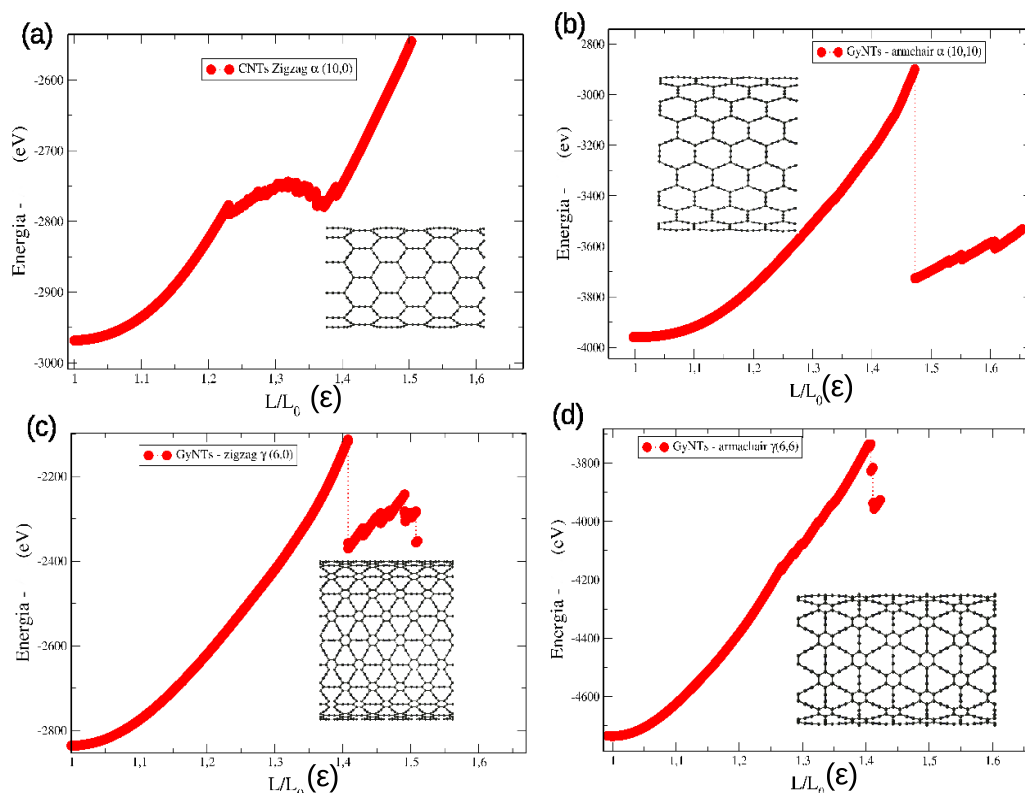 (a)
CNTs Zigzag α (10,0)
-2600
-2700
-2800
-2900
-3000
Energia - (eV)
1 1,1 1,2 1,3 1,4 1,5 1,6
L/L0 (ε)
(b)
GyNTs - armchair α (10,10)
-2800
-3000
-3200
-3400
-3600
-3800
-4000
Energia - (ev)
1 1,1 1,2 1,3 1,4 1,5 1,6
L/L0(ε)
(c)
GyNTs - zigzag γ (6,0)
-2200
-2400
-2600
-2800
Energia - (eV)
1 1,1 1,2 1,3 1,4 1,5 1,6
L/L0 (ε)
(d)
GyNTs - armachair γ(6,6)
-3800
-4000
-4200
-4400
-4600
Energia - (eV)
1 1,1 1,2 1,3 1,4 1,5 1,6
L/L0(ε)